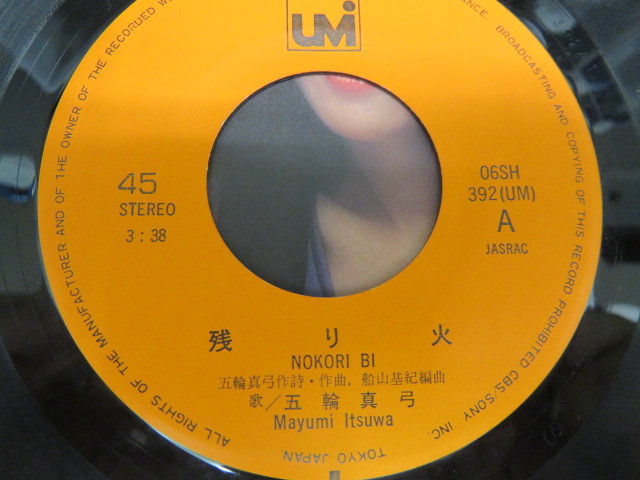 UMI
45
STEREO
3:38
06SH
392(UM)
A
JASRAC
残り火
NOKORI BI
五輪真弓作詩・作曲, 船山基紀編曲
歌/五輪真弓
Mayumi Itsuwa
ALL RIGHTS OF THE MANUFACTURER AND OF THE OWNER OF THE RECORDED
BROADCASTING AND COPYING OF THIS RECORD PROHIBITED CBS/SONY INC.
TOKYO JAPAN.